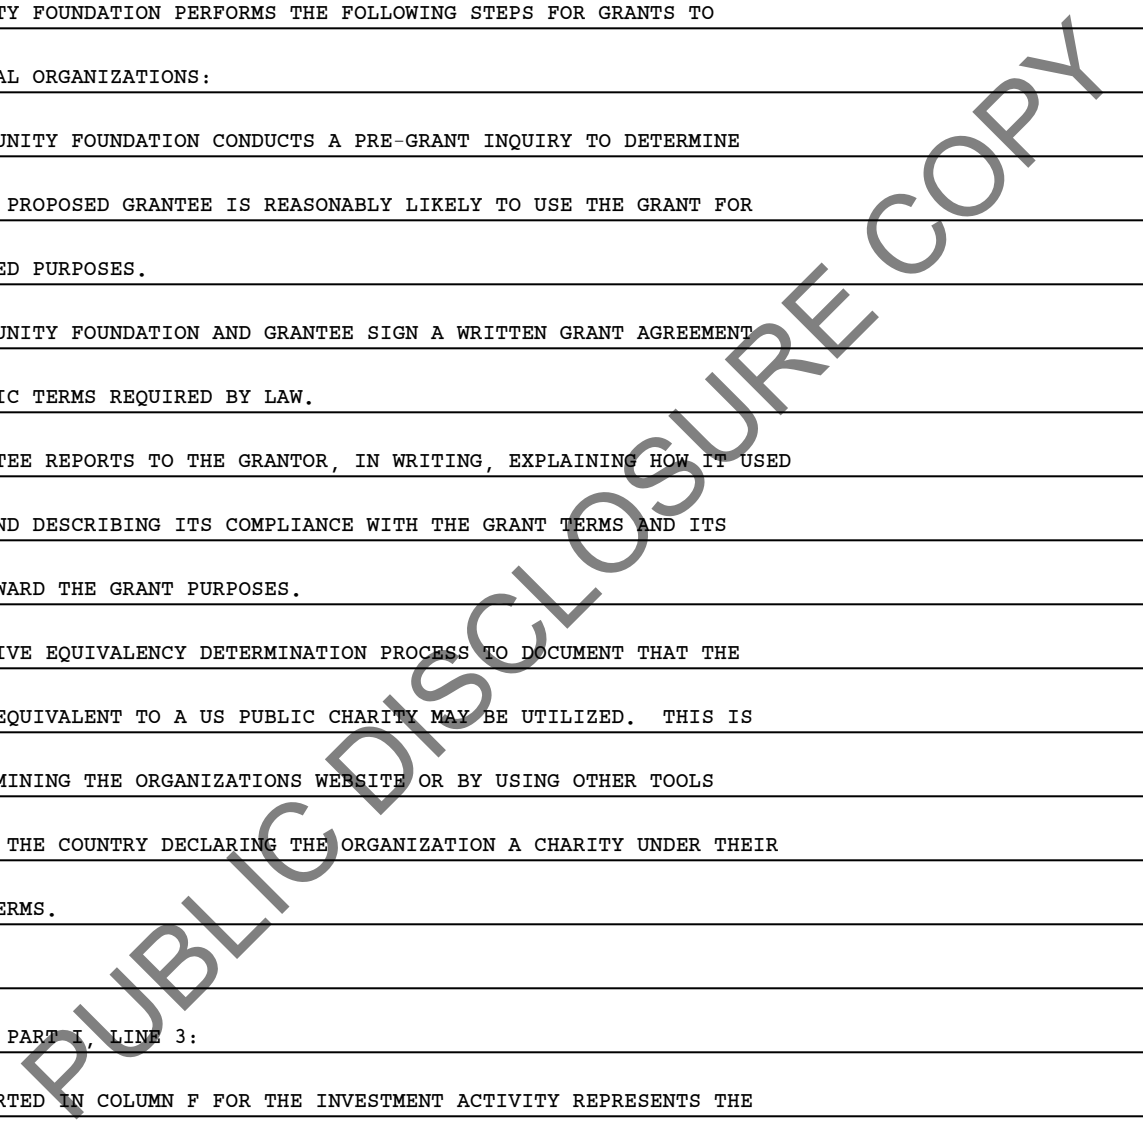 TY FOUNDATION PERFORMS THE FOLLOWING STEPS FOR GRANTS TO
AL ORGANIZATIONS:
UNITY FOUNDATION CONDUCTS A PRE-GRANT INQUIRY TO DETERMINE
PROPOSED GRANTEE IS REASONABLY LIKELY TO USE THE GRANT FOR
ED PURPOSES.
UNITY FOUNDATION AND GRANTEE SIGN A WRITTEN GRANT AGREEMENT
IC TERMS REQUIRED BY LAW.
TEE REPORTS TO THE GRANTOR, IN WRITING, EXPLAINING HOW IT USED
ND DESCRIBING ITS COMPLIANCE WITH THE GRANT TERMS AND ITS
WARD THE GRANT PURPOSES.
IVE EQUIVALENCY DETERMINATION PROCESS TO DOCUMENT THAT THE
EQUIVALENT TO A US PUBLIC CHARITY MAY BE UTILIZED.  THIS IS
MINING THE ORGANIZATIONS WEBSITE OR BY USING OTHER TOOLS
THE COUNTRY DECLARING THE ORGANIZATION A CHARITY UNDER THEIR
ERMS.
PART I, LINE 3:
RTED IN COLUMN F FOR THE INVESTMENT ACTIVITY REPRESENTS THE
PUBLIC DISCLOSURE COPY